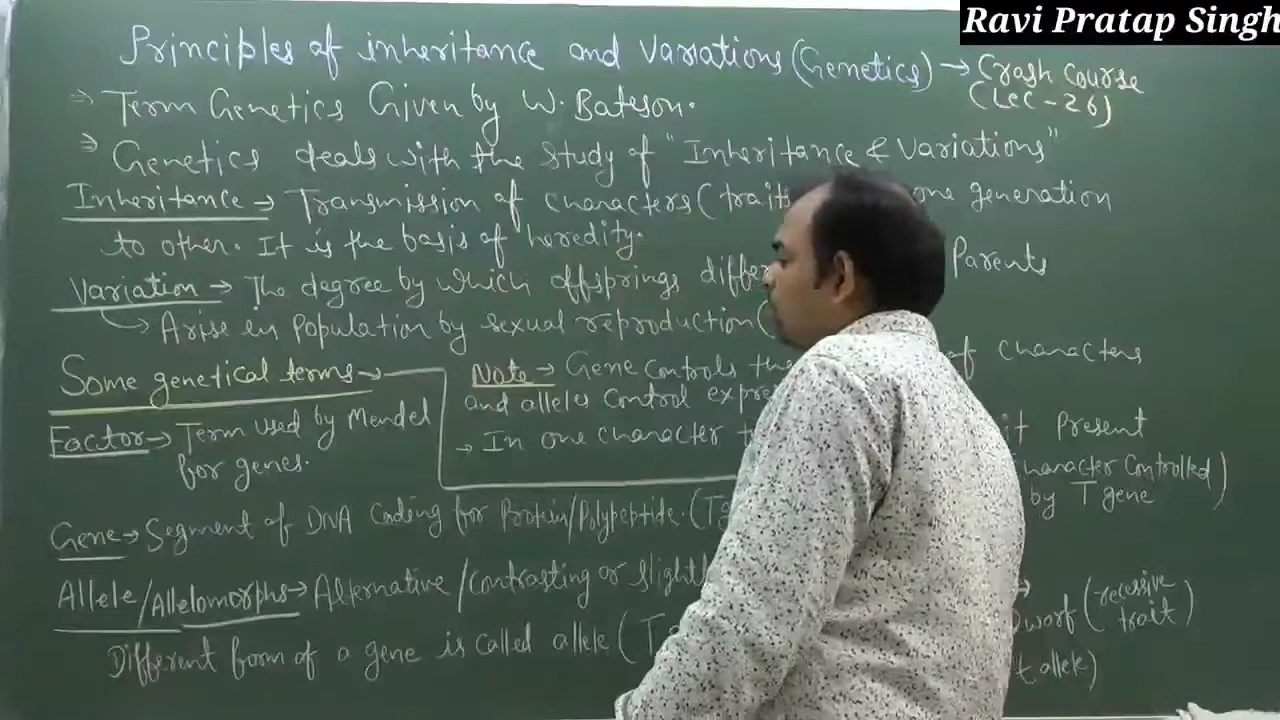 Ravi Pratap Singh
Principles of inheritance and Variations (Genetics) → Crash Course
(Lec-26)
⇒ Term Genetics Given by W. Bateson.
⇒ Genetics deals with the study of "Inheritance & Variations"
Inheritance → Transmission of characters (trait one generation
to other. It is the basis of heredity.
Variation → The degree by which offsprings differ Parents
↳ Arise in Population by sexual reproduction (
Some genetical terms →
Note → Gene controls the of characters
and alleles control expre
→ In one character t it Present
Factor → Term used by Mendel
for genes.
character controlled)
by T gene
Gene → Segment of DNA Coding for Protein/Polypeptide. (T
Allele/Allelomorphs → Alternative/contrasting or slightl
Different form of a gene is called allele (T
→
Dwarf (recessive
trait)
t allele)